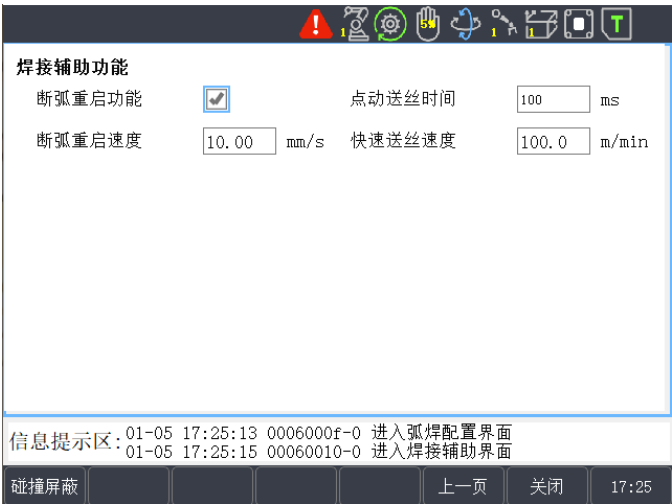 1 5% 1 1 T
焊接辅助功能
断弧重启功能 点动送丝时间 100 ms
断弧重启速度 10.00 mm/s 快速送丝速度 100.0 m/min
信息提示区: 01-05 17:25:13 0006000f-0 进入弧焊配置界面
01-05 17:25:15 00060010-0 进入焊接辅助界面
碰撞屏蔽 上一页 关闭 17:25